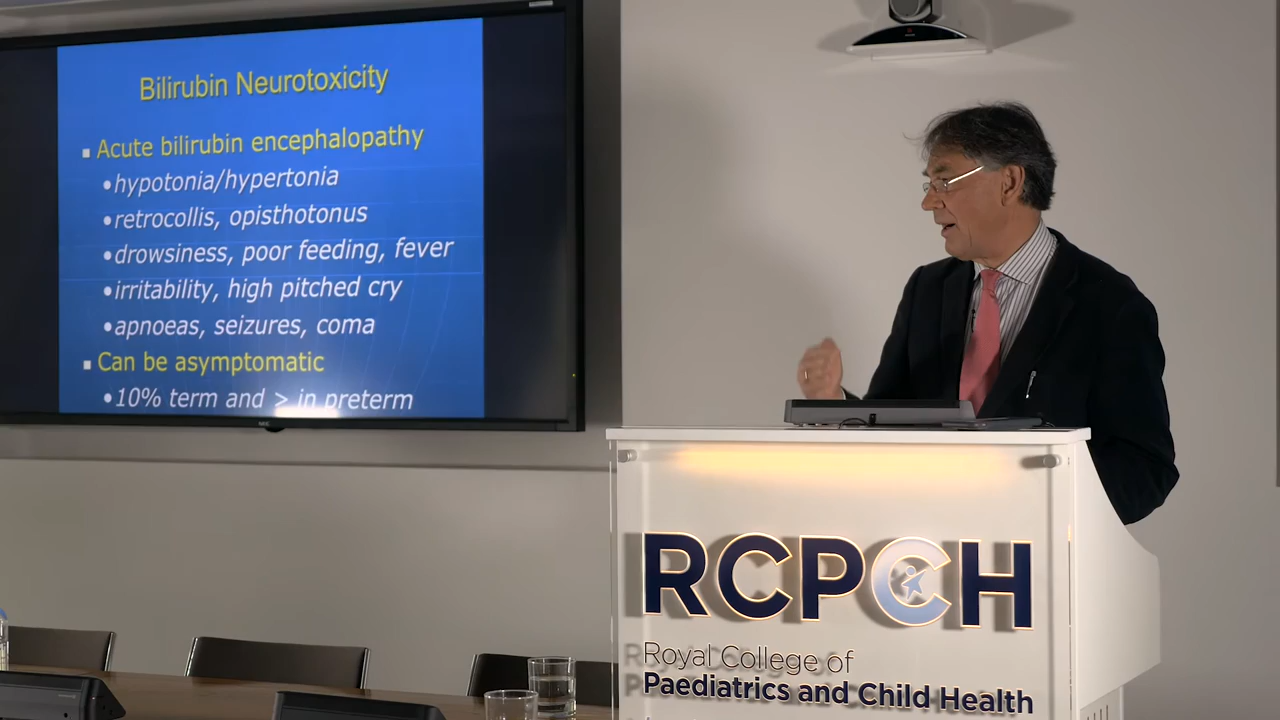 Bilirubin Neurotoxicity
Acute bilirubin encephalopathy
•hypotonia/hypertonia
•retrocollis, opisthotonus
•drowsiness, poor feeding, fever
•irritability, high pitched cry
•apnoeas, seizures, coma
Can be asymptomatic
•10% term and > in preterm
NEC
RCPCH
Royal College of
Paediatrics and Child Health